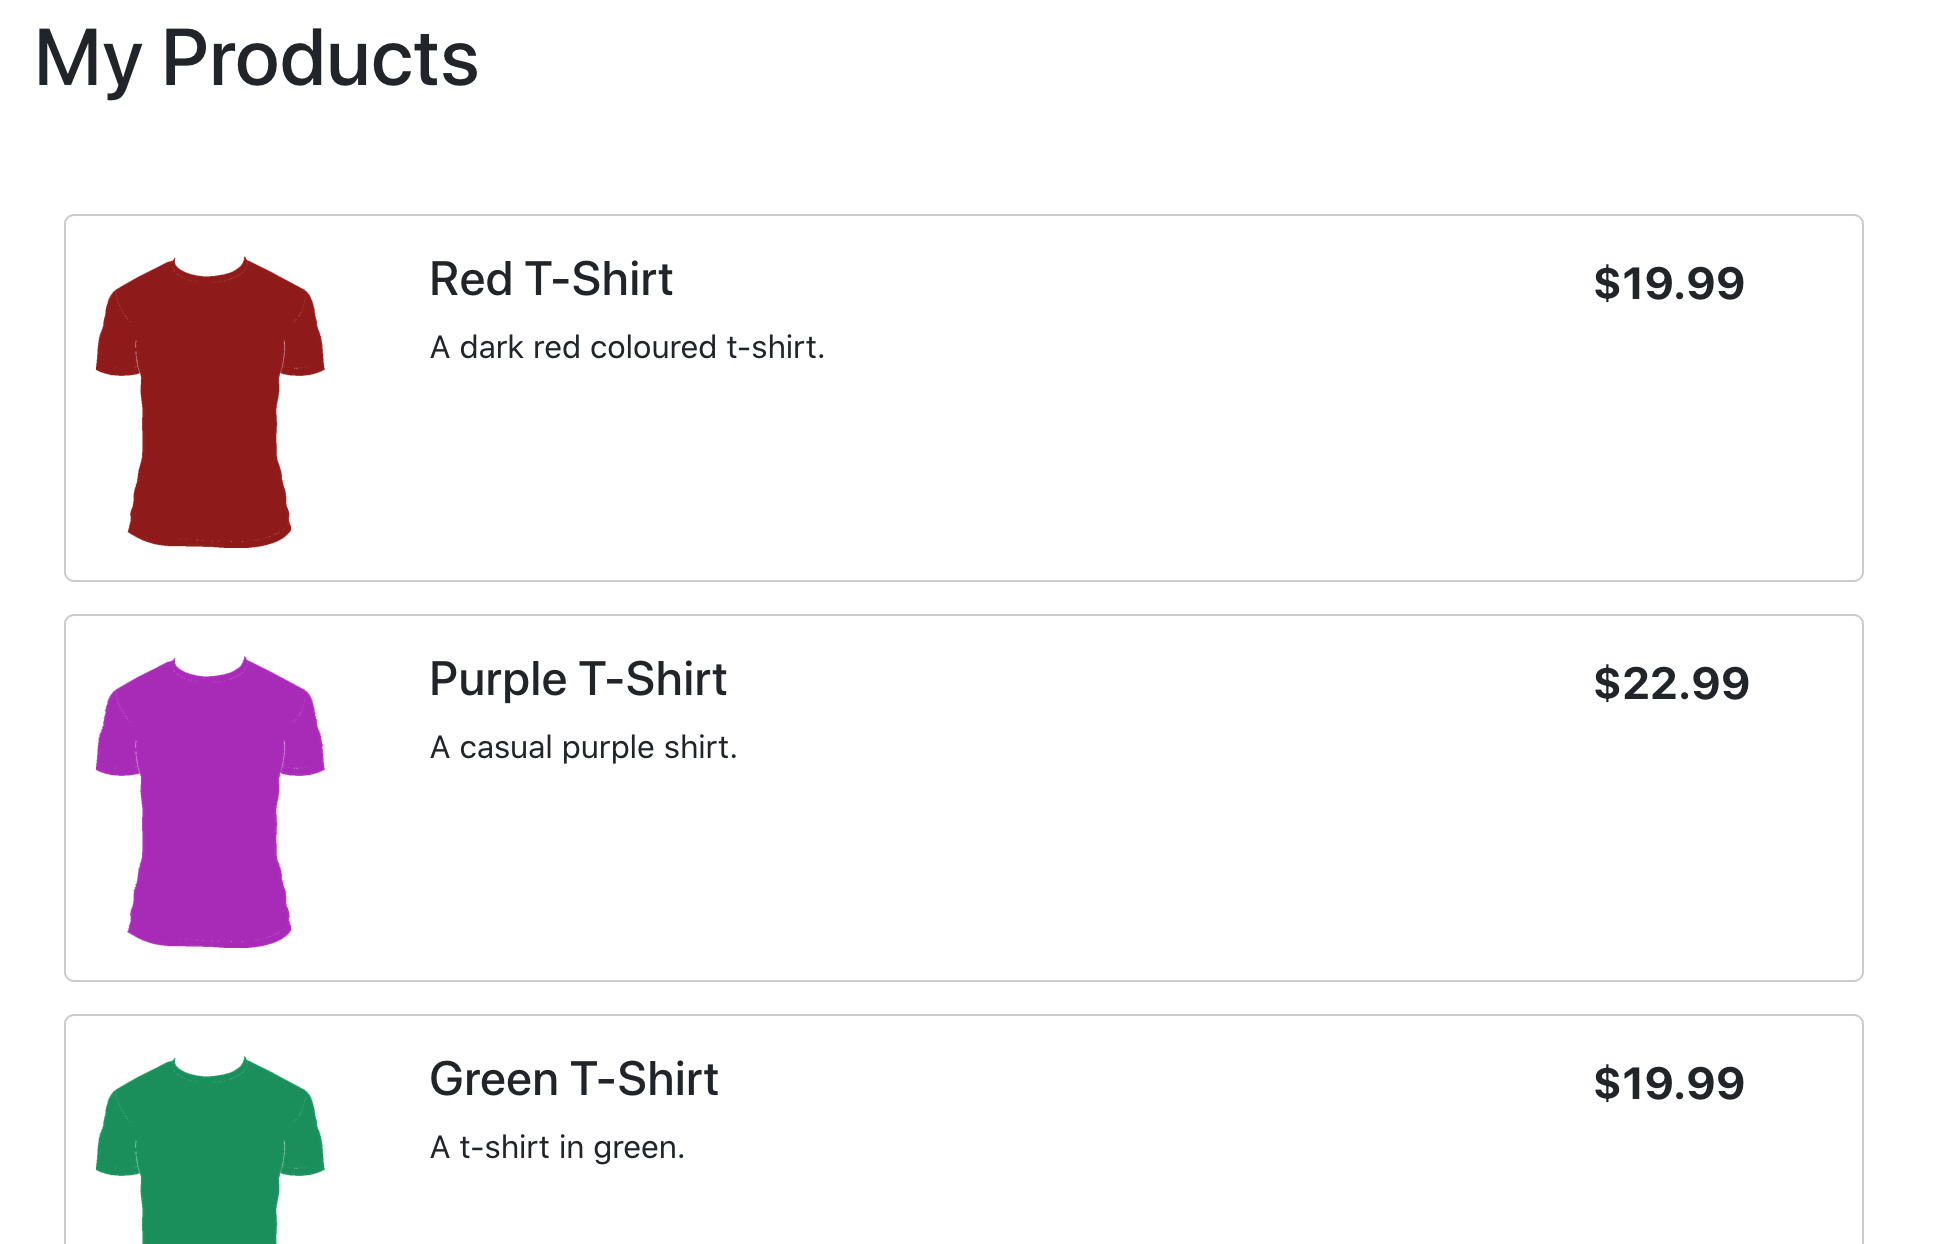 My Products
Red T-Shirt
$19.99
A dark red coloured t-shirt.
Purple T-Shirt
$22.99
A casual purple shirt.
Green T-Shirt
$19.99
A t-shirt in green.